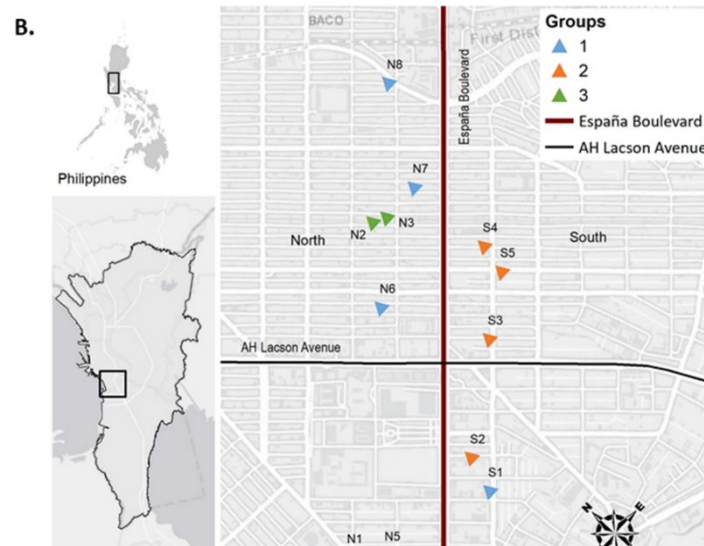 B.
Philippines
BACO
First Dist
España Boulevard
Groups
1
2
3
España Boulevard
AH Lacson Avenue
N8
N7
N2
N3
North
S4
S5
South
N6
S3
AH Lacson Avenue
S2
S1
N1
N5
N
E